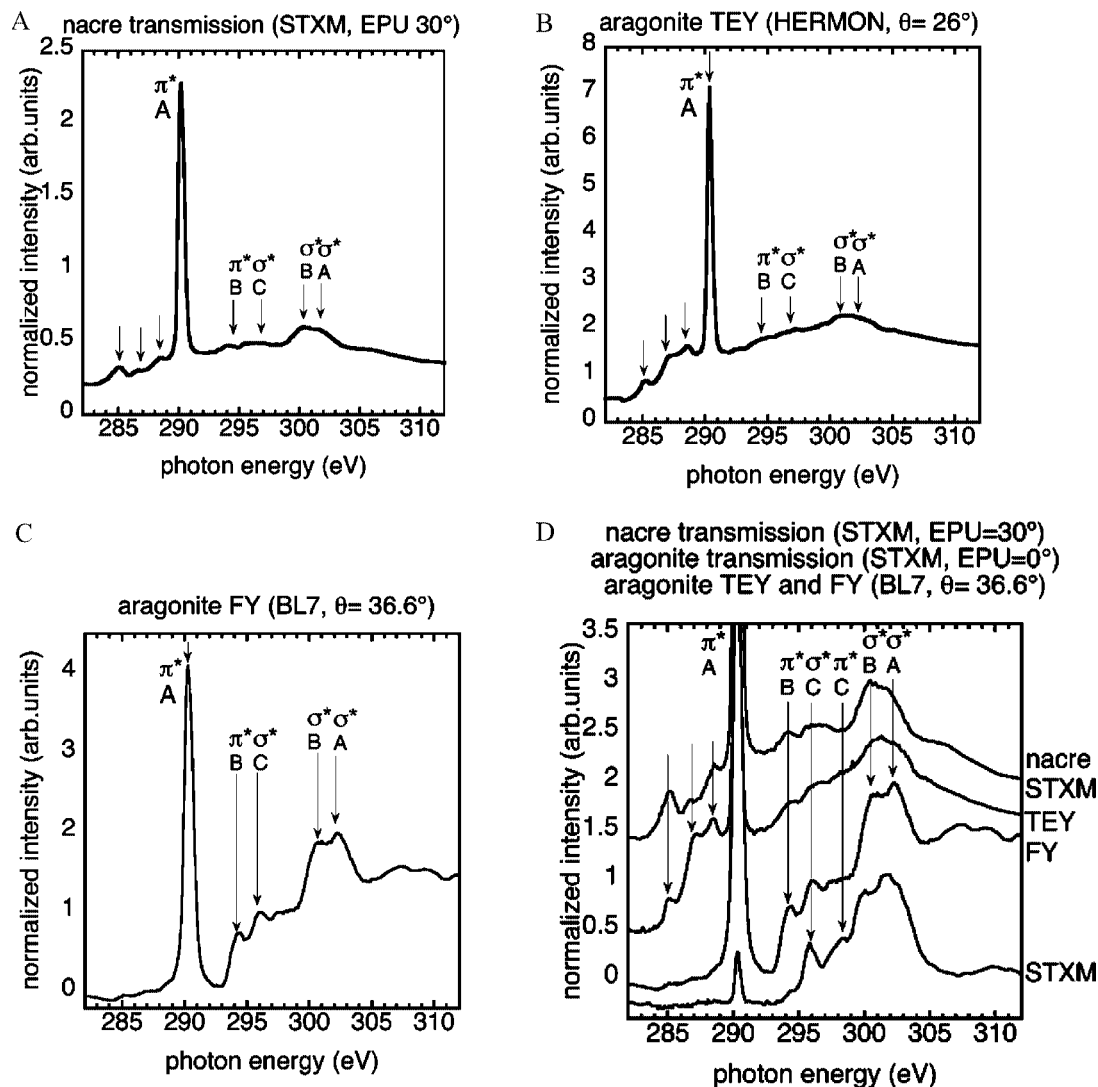 A
nacre transmission (STXM, EPU 30°)
2.5
2
1.5
1
0.5
0
normalized intensity (arb.units)
π*
A
π* σ*
B C
σ* σ*
B A
285 290 295 300 305 310
photon energy (eV)
B
aragonite TEY (HERMON, θ= 26°)
8
7
6
5
4
3
2
1
0
normalized intensity (arb.units)
π*
A
π* σ*
B C
σ* σ*
B A
285 290 295 300 305 310
photon energy (eV)
C
aragonite FY (BL7, θ= 36.6°)
4
3
2
1
0
normalized intensity (arb.units)
π*
A
π* σ*
B C
σ* σ*
B A
285 290 295 300 305 310
photon energy (eV)
D
nacre transmission (STXM, EPU=30°)
aragonite transmission (STXM, EPU=0°)
aragonite TEY and FY (BL7, θ= 36.6°)
3.5
3
2.5
2
1.5
1
0.5
0
normalized intensity (arb.units)
π*
A
π* σ* π*
B C C
σ* σ*
B A
nacre
STXM
TEY
FY
STXM
285 290 295 300 305 310
photon energy (eV)